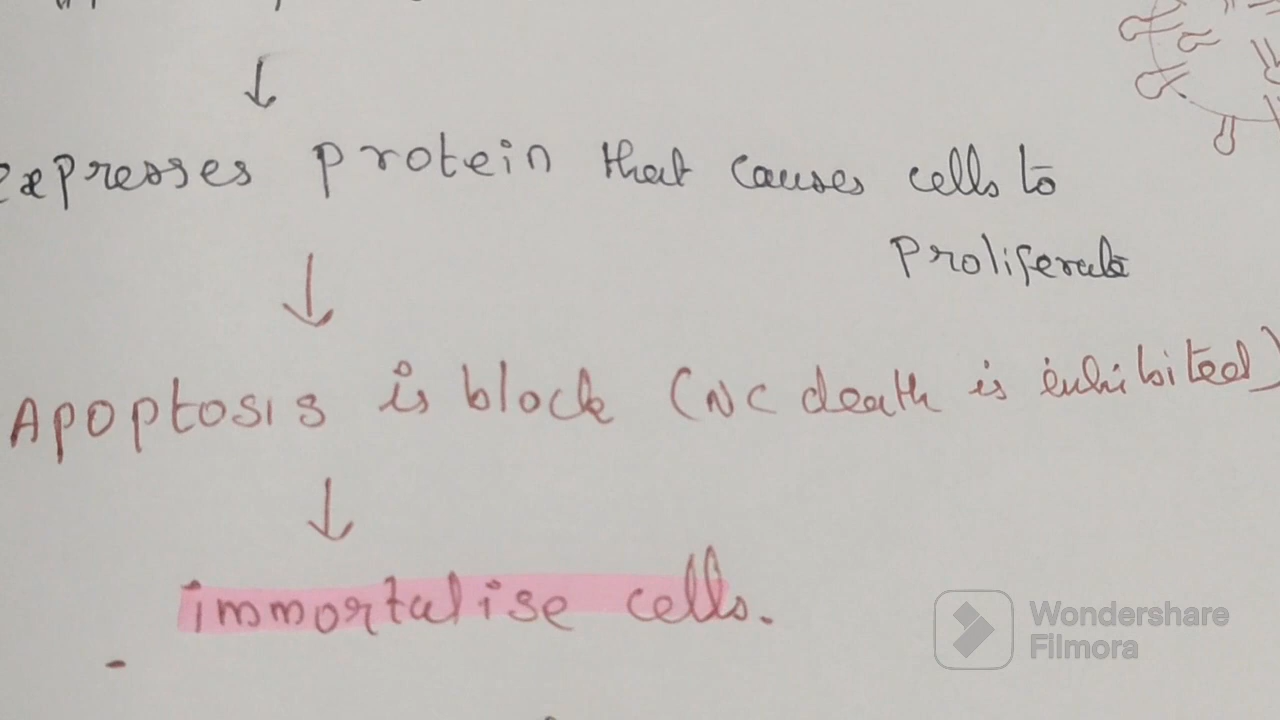 ↓
expresses protein that causes cells to
proliferate
↓
Apoptosis is block (NC death is inhibited)
↓
immortalise cells.
-
Wondershare
Filmora